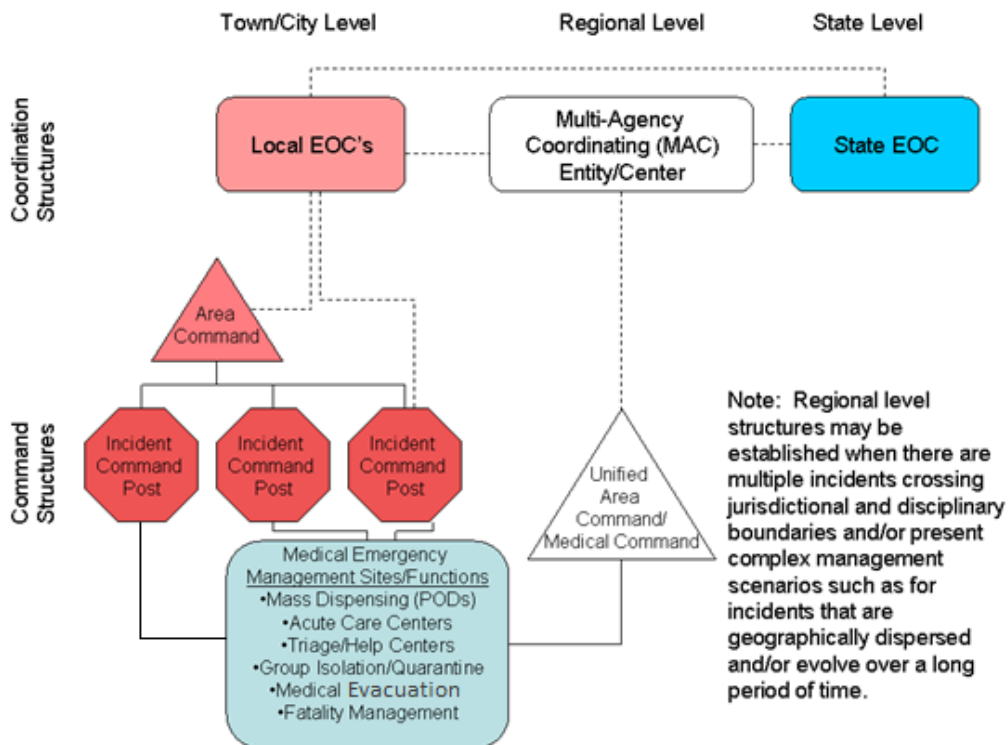 Town/City Level
Regional Level
State Level
Coordination
Structures
Local EOC's
Multi-Agency
Coordinating (MAC)
Entity/Center
State EOC
Area
Command
Command
Structures
Incident
Command
Post
Incident
Command
Post
Incident
Command
Post
Unified
Area
Command/
Medical Command
Note: Regional level
structures may be
established when there are
multiple incidents crossing
jurisdictional and disciplinary
boundaries and/or present
complex management
scenarios such as for
incidents that are
geographically dispersed
and/or evolve over a long
period of time.
Medical Emergency
Management Sites/Functions
•Mass Dispensing (PODs)
•Acute Care Centers
•Triage/Help Centers
•Group Isolation/Quarantine
•Medical Evacuation
•Fatality Management